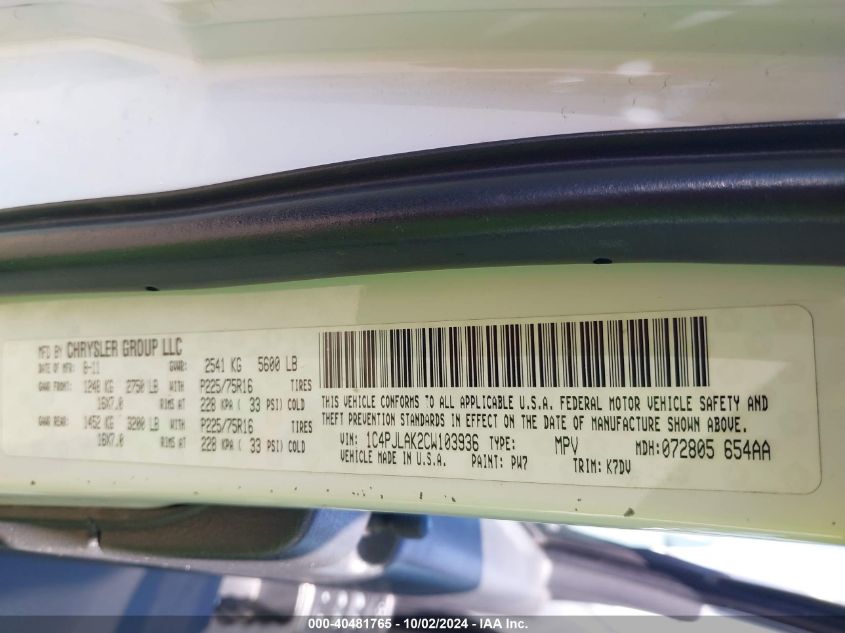 MFD BY CHRYSLER GROUP LLC
DATE OF MFR: 8-11 GVWR: 2541 KG 5600 LB
GAWR FRONT: 1248 KG 2750 LB WITH P225/75R16 TIRES
16X7.0 RIMS AT 228 KPA ( 33 PSI) COLD
GAWR REAR: 1452 KG 3200 LB WITH P225/75R16 TIRES
16X7.0 RIMS AT 228 KPA ( 33 PSI) COLD
THIS VEHICLE CONFORMS TO ALL APPLICABLE U.S.A. FEDERAL MOTOR VEHICLE SAFETY AND
THEFT PREVENTION STANDARDS IN EFFECT ON THE DATE OF MANUFACTURE SHOWN ABOVE.
VIN: 1C4PJLAK2CW103936 TYPE: MPV MDH: 072805 654AA
VEHICLE MADE IN U.S.A. PAINT: PW7 TRIM: K7DV
000-40481765 - 10/02/2024 - IAA Inc.